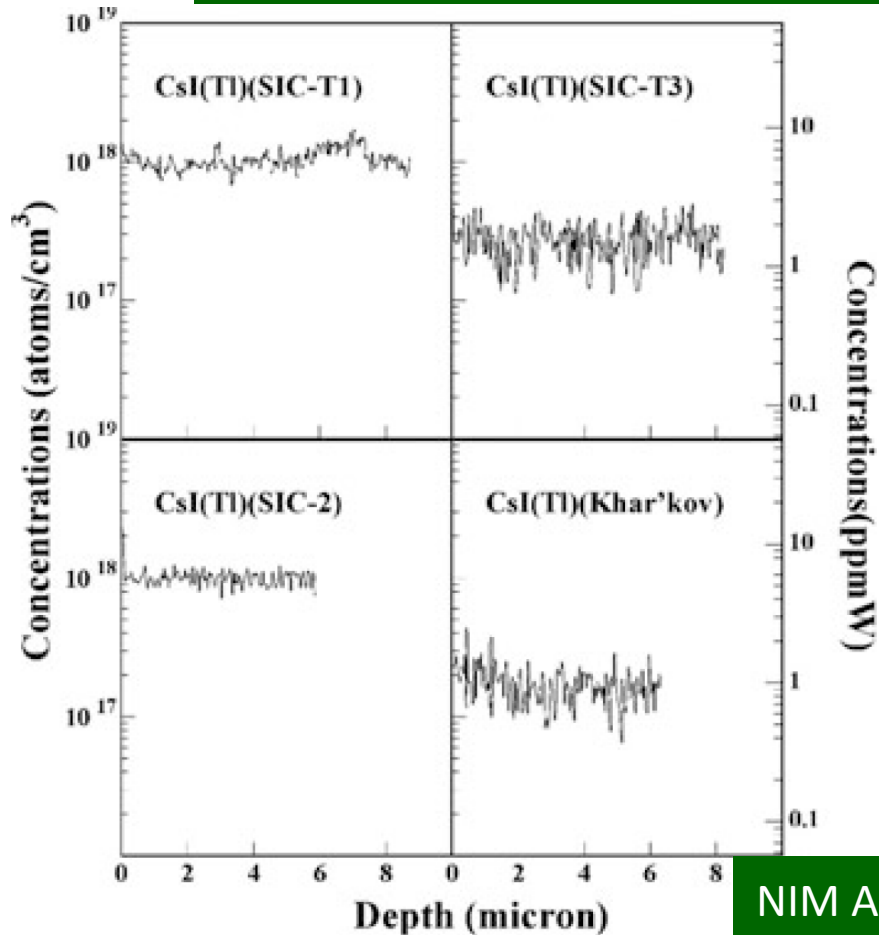 10 19
CsI(Tl)(SIC-T1)
CsI(Tl)(SIC-T3)
10
10 18
1
10 17
0.1
10 19
CsI(Tl)(SIC-2)
CsI(Tl)(Khar'kov)
10
10 18
1
10 17
0.1
0 2 4 6 8 0 2 4 6 8
Concentrations (atoms/cm3)
Concentrations(ppmW)
Depth (micron)
NIM A